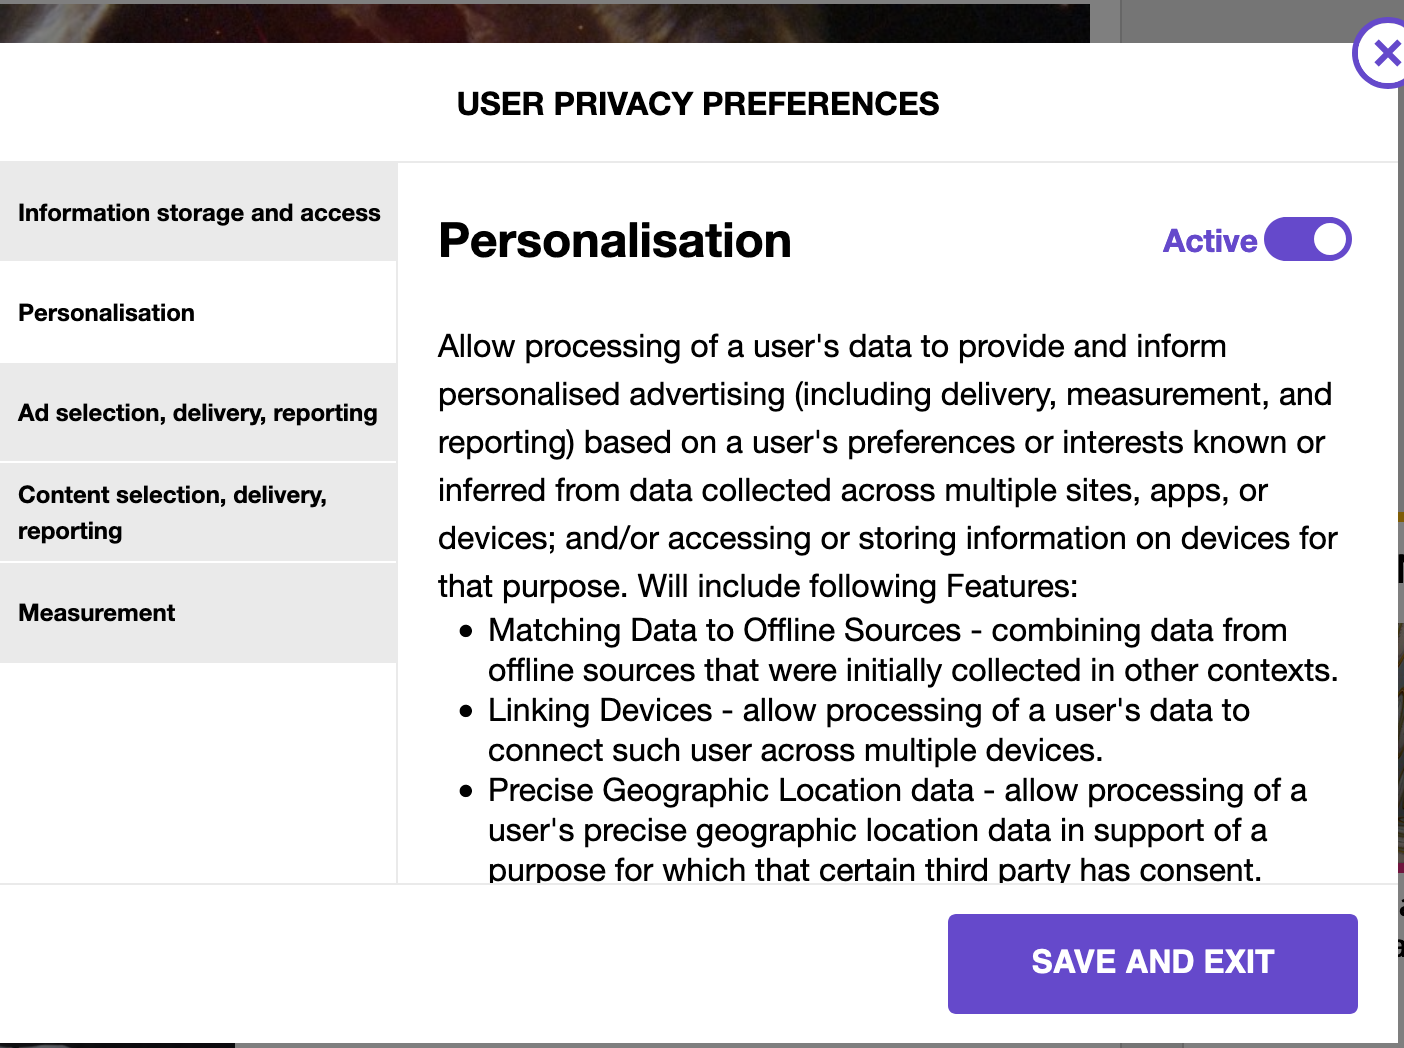 USER PRIVACY PREFERENCES
Information storage and access
Personalisation
Ad selection, delivery, reporting
Content selection, delivery,
reporting
Measurement
Personalisation
Active
Allow processing of a user's data to provide and inform
personalised advertising (including delivery, measurement, and
reporting) based on a user's preferences or interests known or
inferred from data collected across multiple sites, apps, or
devices; and/or accessing or storing information on devices for
that purpose. Will include following Features:
• Matching Data to Offline Sources - combining data from
offline sources that were initially collected in other contexts.
• Linking Devices - allow processing of a user's data to
connect such user across multiple devices.
• Precise Geographic Location data - allow processing of a
user's precise geographic location data in support of a
purpose for which that certain third party has consent.
SAVE AND EXIT